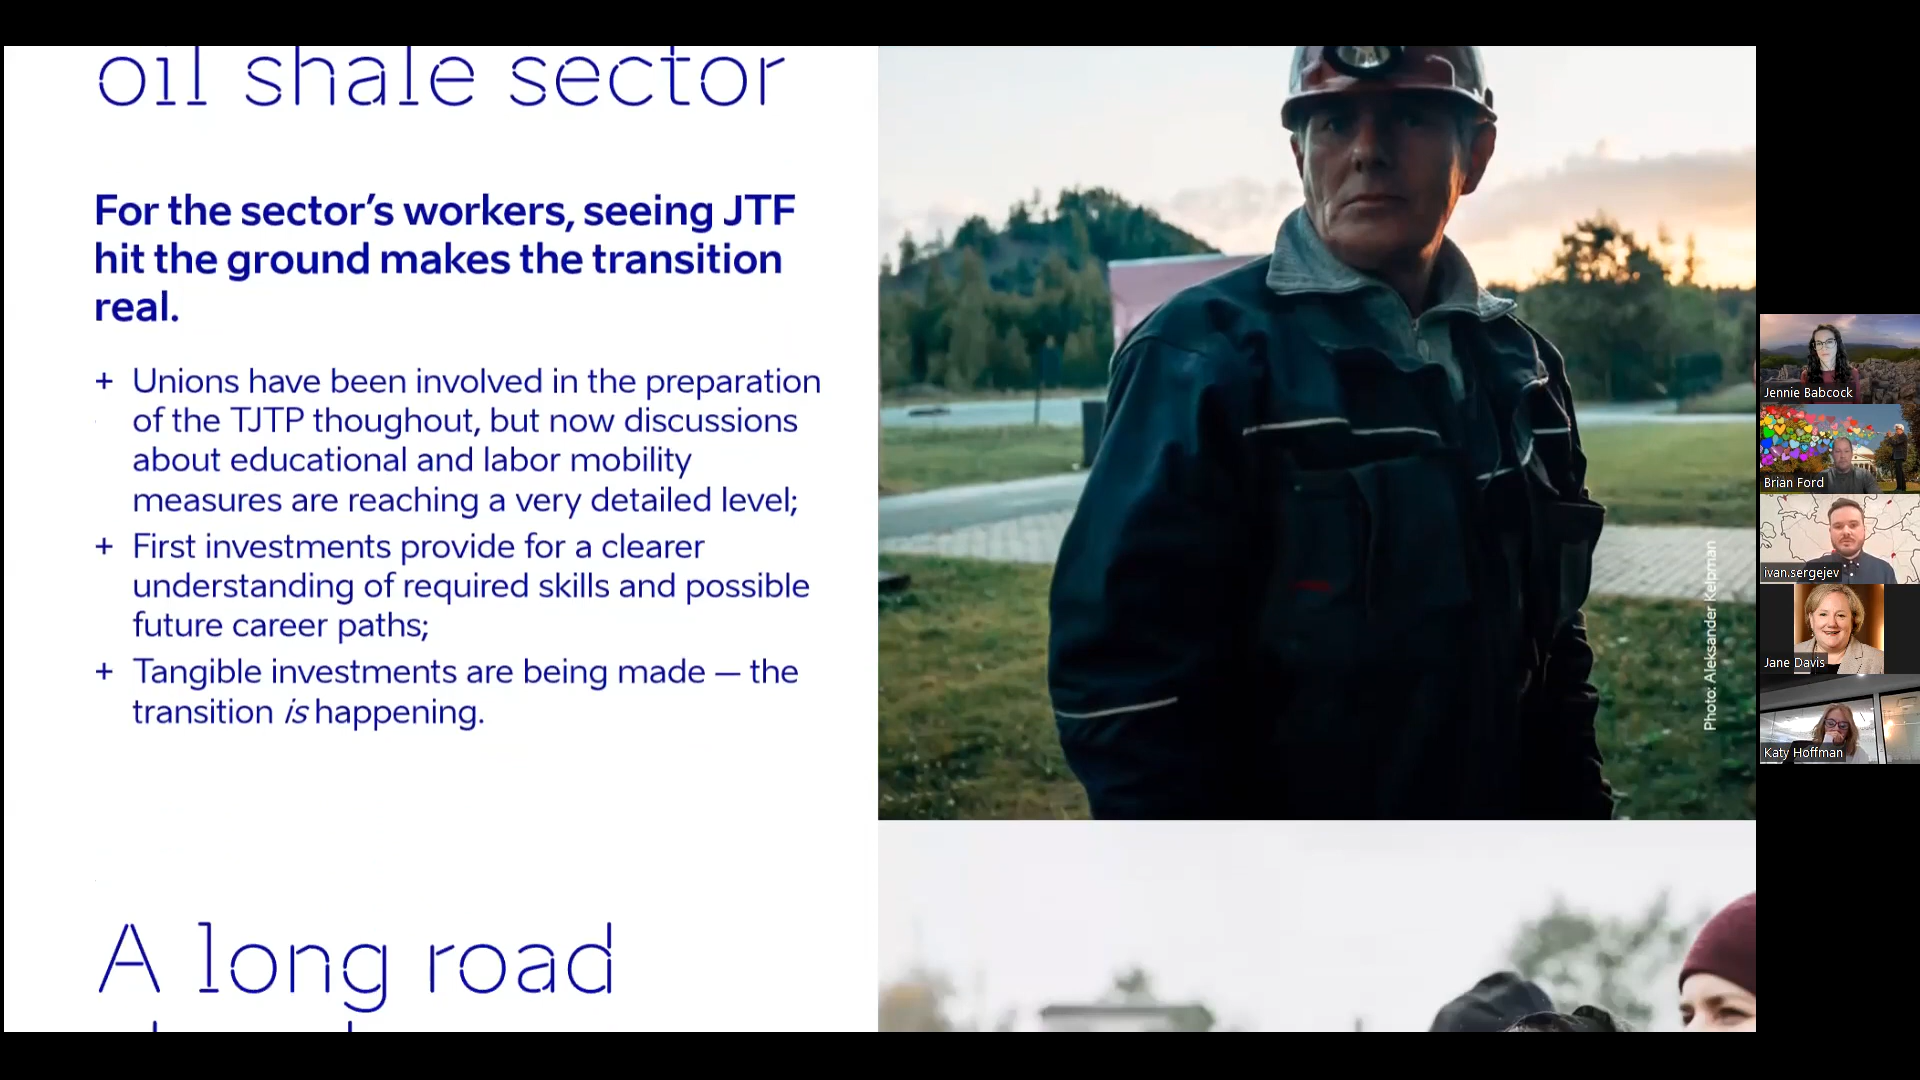 oil shale sector
For the sector's workers, seeing JTF
hit the ground makes the transition
real.
+ Unions have been involved in the preparation
of the TJTP thoughout, but now discussions
about educational and labor mobility
measures are reaching a very detailed level;
+ First investments provide for a clearer
understanding of required skills and possible
future career paths;
+ Tangible investments are being made — the
transition is happening.
A long road
Photo: Aleksander Kelpman
Jennie Babcock
Brian Ford
ivan.sergejev
Jane Davis
Katy Hoffman